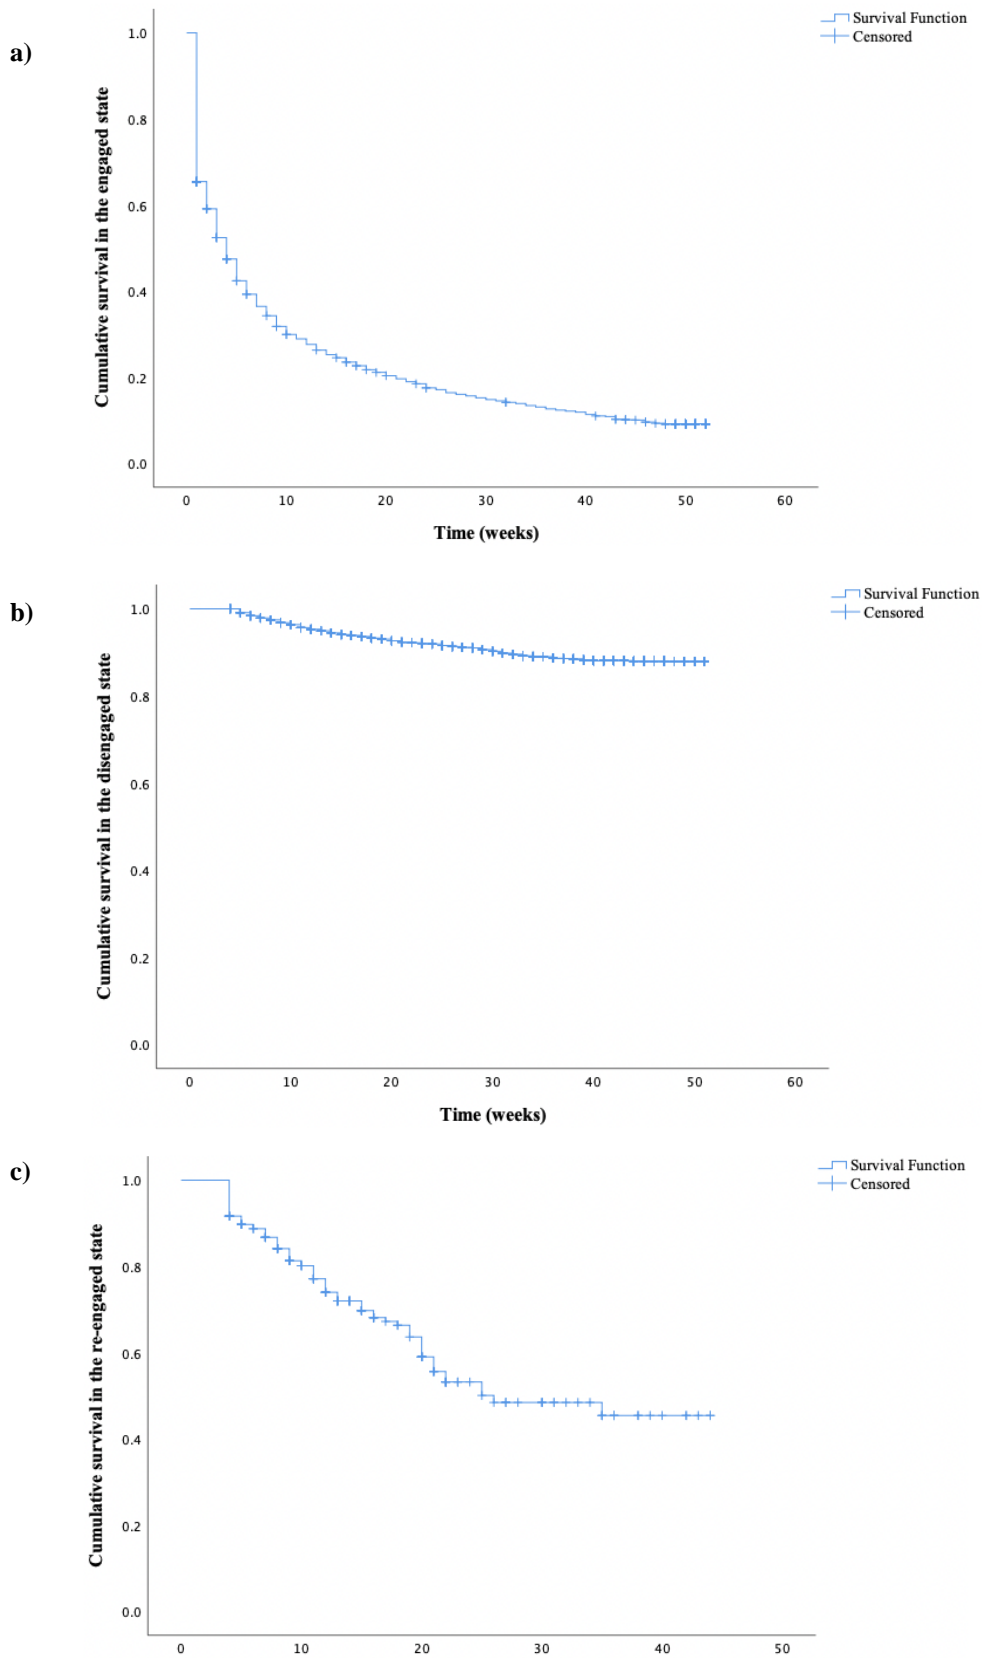 a)
Survival Function
Censored
Cumulative survival in the engaged state
1.0
0.8
0.6
0.4
0.2
0.0
0 10 20 30 40 50 60
Time (weeks)
b)
Survival Function
Censored
Cumulative survival in the disengaged state
1.0
0.8
0.6
0.4
0.2
0.0
0 10 20 30 40 50 60
Time (weeks)
c)
Survival Function
Censored
Cumulative survival in the re-engaged state
1.0
0.8
0.6
0.4
0.2
0.0
0 10 20 30 40 50